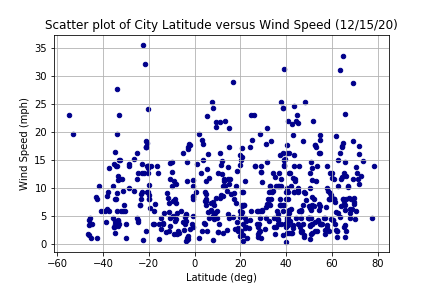 Scatter plot of City Latitude versus Wind Speed (12/15/20)
35
30
25
20
15
10
5
0
Wind Speed (mph)
−60 −40 −20 0 20 40 60 80
Latitude (deg)